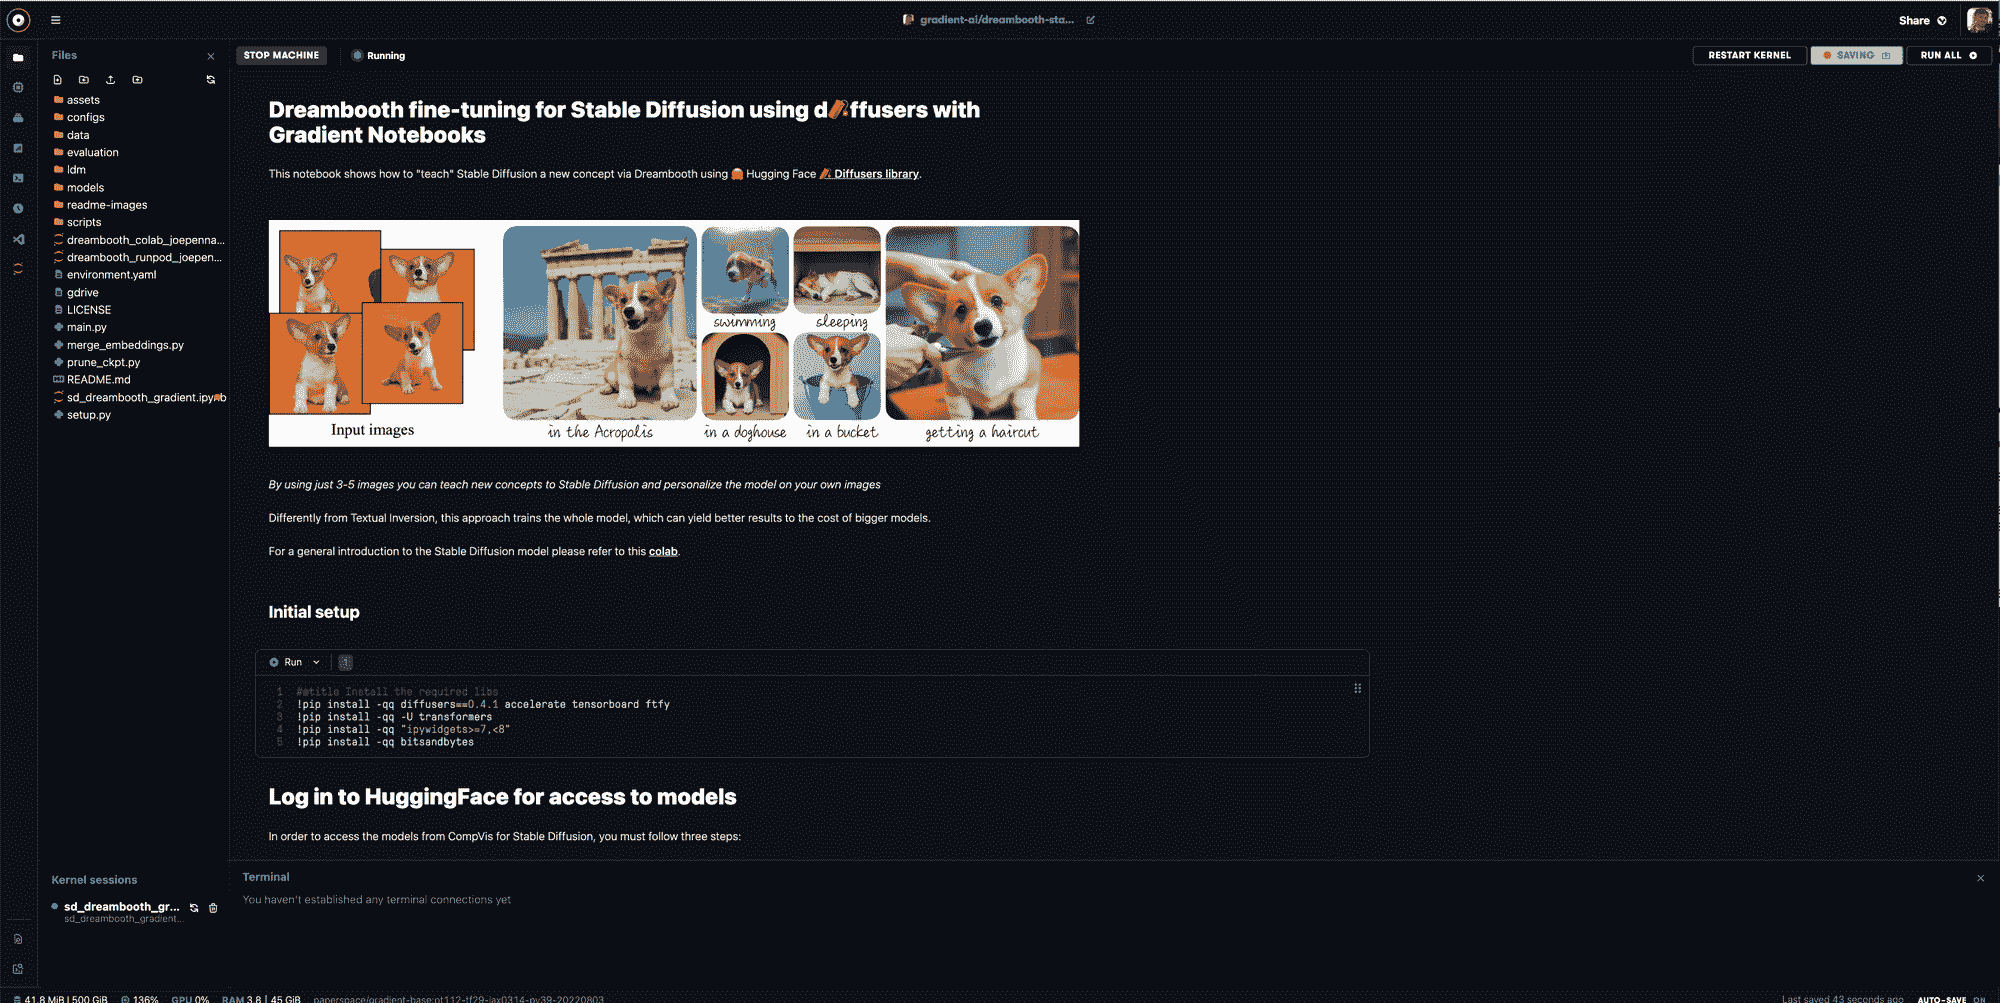 gradient-ai/dreambooth-sta...
Share
Files
STOP MACHINE
Running
RESTART KERNEL
SAVING
RUN ALL
assets
configs
data
evaluation
ldm
models
readme-images
scripts
dreambooth_colab_joepenna...
dreambooth_runpod_joepen...
environment.yaml
gdrive
LICENSE
main.py
merge_embeddings.py
prune_ckpt.py
README.md
sd_dreambooth_gradient.ipynb
setup.py
Kernel sessions
sd_dreambooth_gr...
sd_dreambooth_gradient...
Dreambooth fine-tuning for Stable Diffusion using d🧨ffusers with
Gradient Notebooks
This notebook shows how to "teach" Stable Diffusion a new concept via Dreambooth using 🤗 Hugging Face 🧨 Diffusers library.
Input images
in the Acropolis
swimming
sleeping
in a doghouse
in a bucket
getting a haircut
By using just 3-5 images you can teach new concepts to Stable Diffusion and personalize the model on your own images
Differently from Textual Inversion, this approach trains the whole model, which can yield better results to the cost of bigger models.
For a general introduction to the Stable Diffusion model please refer to this colab.
Initial setup
Run
1
1 #@title Install the required libs
2 !pip install -qq diffusers==0.4.1 accelerate tensorboard ftfy
3 !pip install -qq -U transformers
4 !pip install -qq "ipywidgets>=7,<8"
5 !pip install -qq bitsandbytes
Log in to HuggingFace for access to models
In order to access the models from CompVis for Stable Diffusion, you must follow three steps:
Terminal
You haven't established any terminal connections yet
41.8 MiB | 500 GiB
136%
GPU 0%
RAM 3.8 | 45 GiB
paperspace/gradient-base:pt112-tf29-jax0314-py39-20220803
Last saved 43 seconds ago
AUTO-SAVE ON